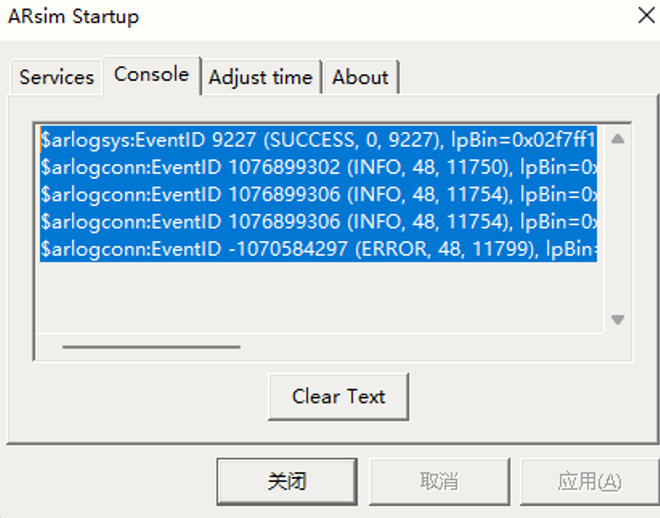 ARsim Startup
Services Console Adjust time About
$arlogsys:EventID 9227 (SUCCESS, 0, 9227), lpBin=0x02f7ff1
$arlogconn:EventID 1076899302 (INFO, 48, 11750), lpBin=0x
$arlogconn:EventID 1076899306 (INFO, 48, 11754), lpBin=0x
$arlogconn:EventID 1076899306 (INFO, 48, 11754), lpBin=0x
$arlogconn:EventID -1070584297 (ERROR, 48, 11799), lpBin=
Clear Text
关闭 取消 应用(A)